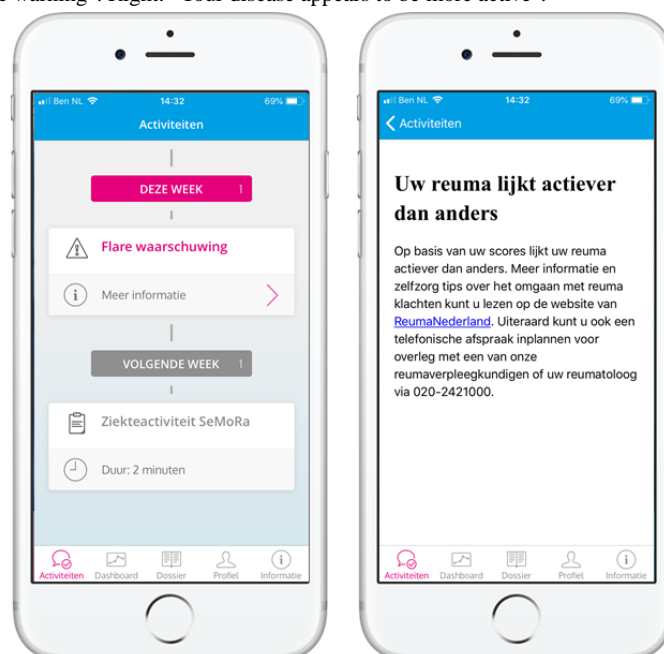 warning”. Right: “Your disease appears to be more active”.
Ben NL 14:32 69%
Activiteiten
DEZE WEEK 1
Flare waarschuwing
Meer informatie
VOLGENDE WEEK 1
Ziekteactiviteit SeMoRa
Duur: 2 minuten
Activiteiten Dashboard Dossier Profiel Informatie
Ben NL 14:32 69%
Activiteiten
Uw reuma lijkt actiever
dan anders
Op basis van uw scores lijkt uw reuma
actiever dan anders. Meer informatie en
zelfzorg tips over het omgaan met reuma
klachten kunt u lezen op de website van
ReumaNederland. Uiteraard kunt u ook een
telefonische afspraak inplannen voor
overleg met een van onze
reumaverpleegkundigen of uw reumatoloog
via 020-2421000.
Activiteiten Dashboard Dossier Profiel Informatie